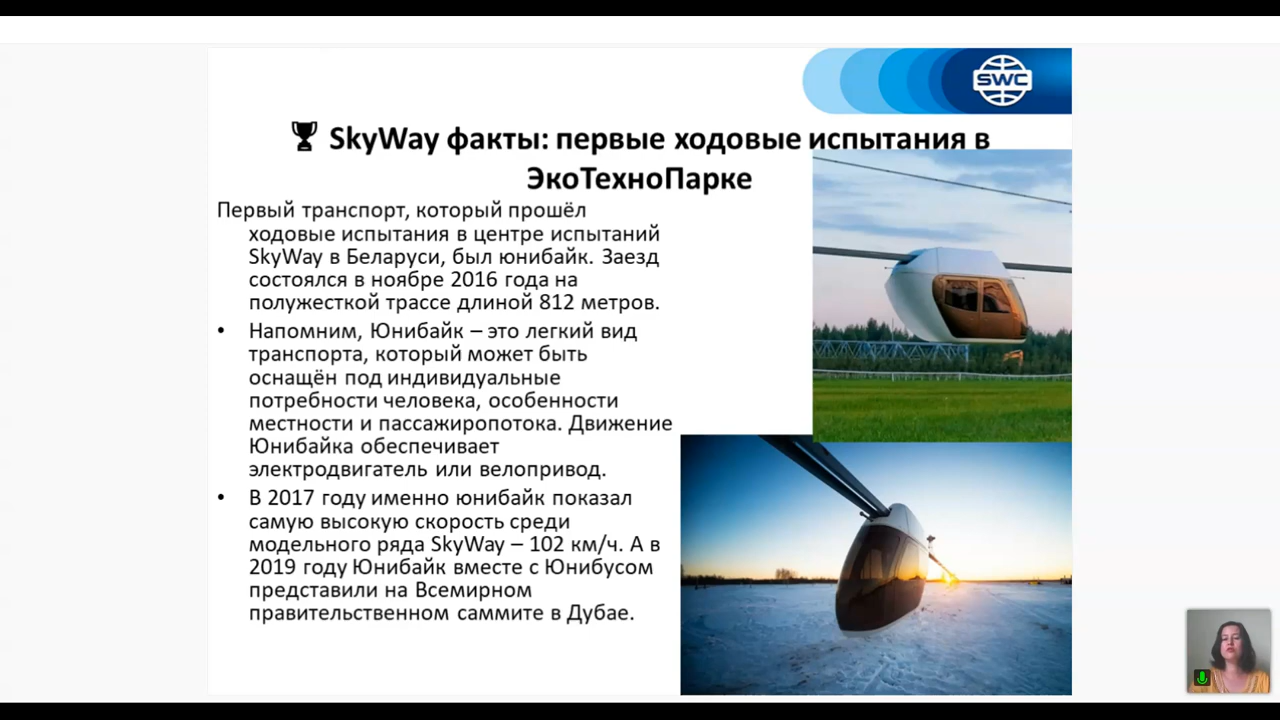 SWC
🏆 SkyWay факты: первые ходовые испытания в
ЭкоТехноПарке
Первый транспорт, который прошёл
ходовые испытания в центре испытаний
SkyWay в Беларуси, был юнибайк. Заезд
состоялся в ноябре 2016 года на
полужесткой трассе длиной 812 метров.
• Напомним, Юнибайк – это легкий вид
транспорта, который может быть
оснащён под индивидуальные
потребности человека, особенности
местности и пассажиропотока. Движение
Юнибайка обеспечивает
электродвигатель или велопривод.
• В 2017 году именно юнибайк показал
самую высокую скорость среди
модельного ряда SkyWay – 102 км/ч. А в
2019 году Юнибайк вместе с Юнибусом
представили на Всемирном
правительственном саммите в Дубае.